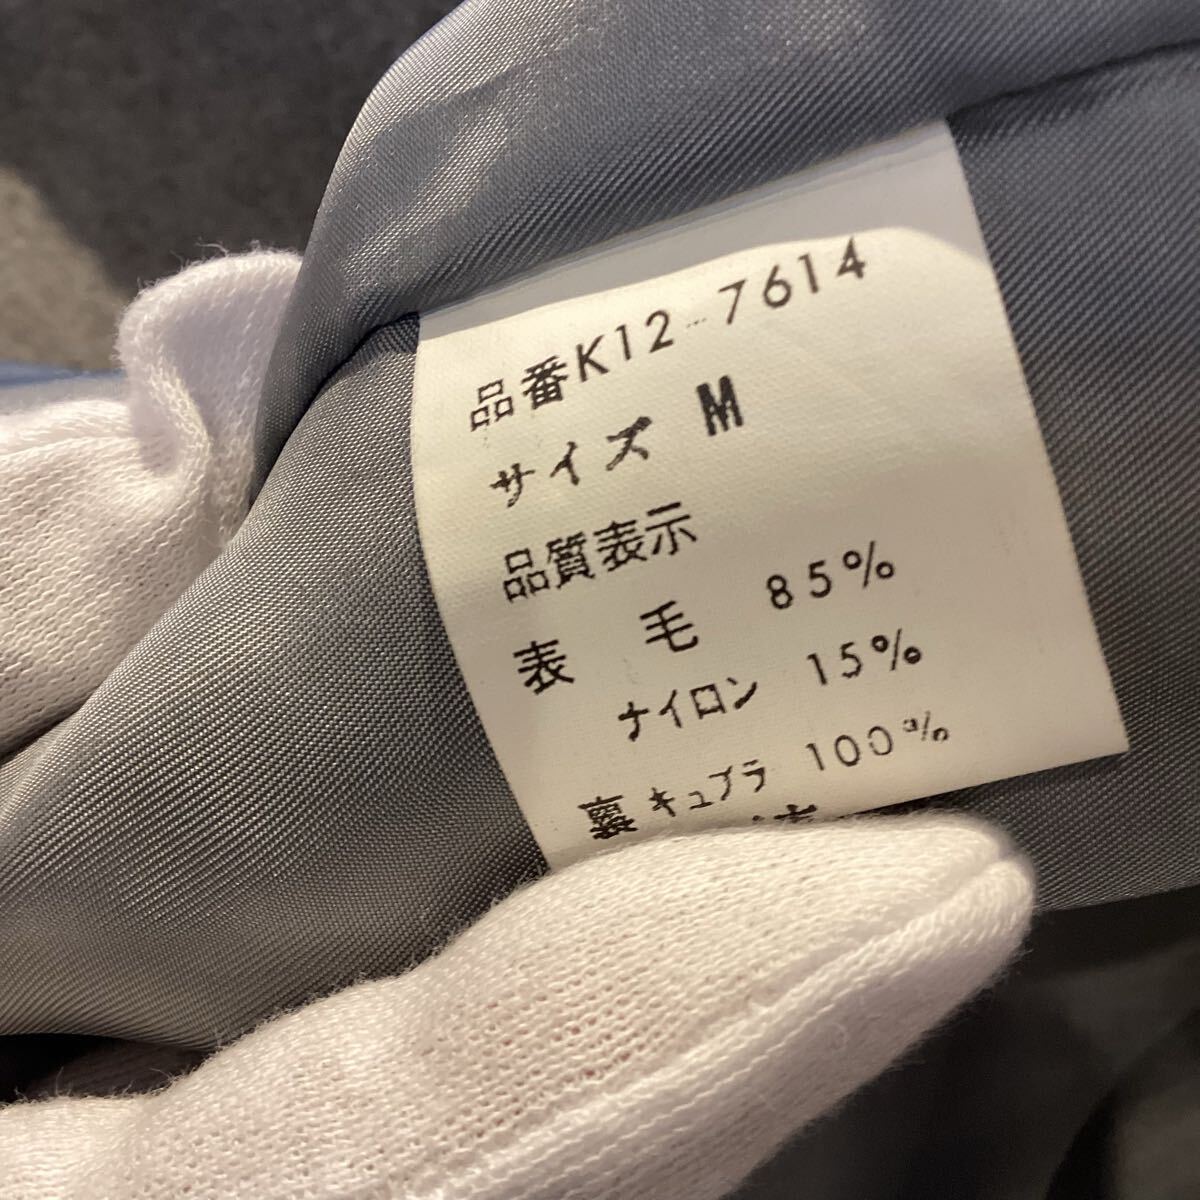 品番K12-7614
サイズ M
品質表示
表 毛 85%
ナイロン 15%
裏 キュプラ 100%